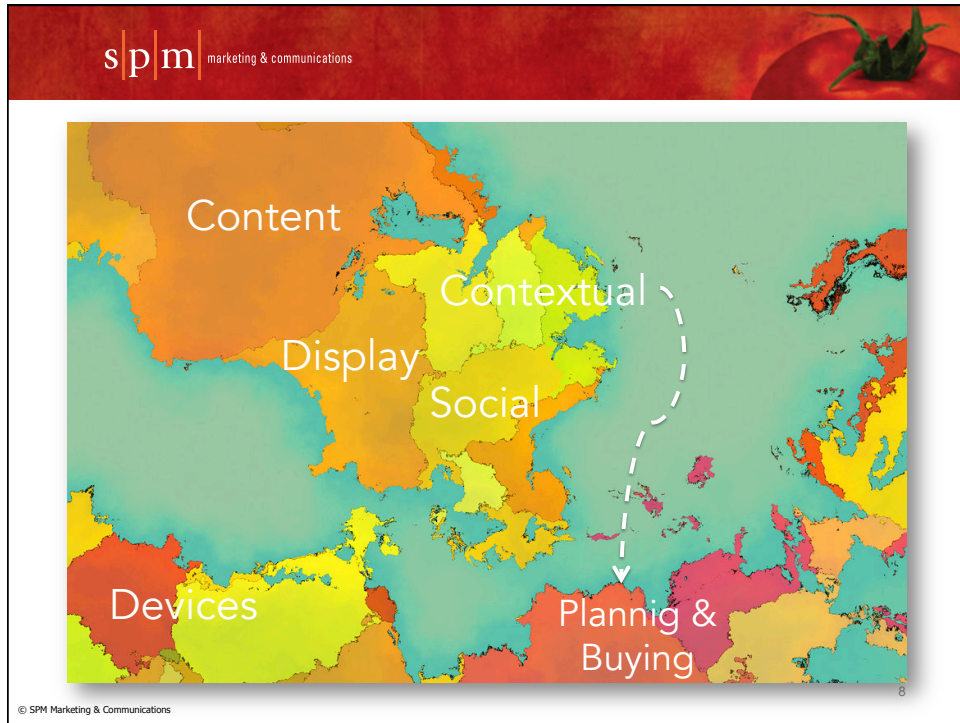 s|p|m| marketing & communications
Content
Contextual
Display
Social
Devices
Plannig &
Buying
8
© SPM Marketing & Communications